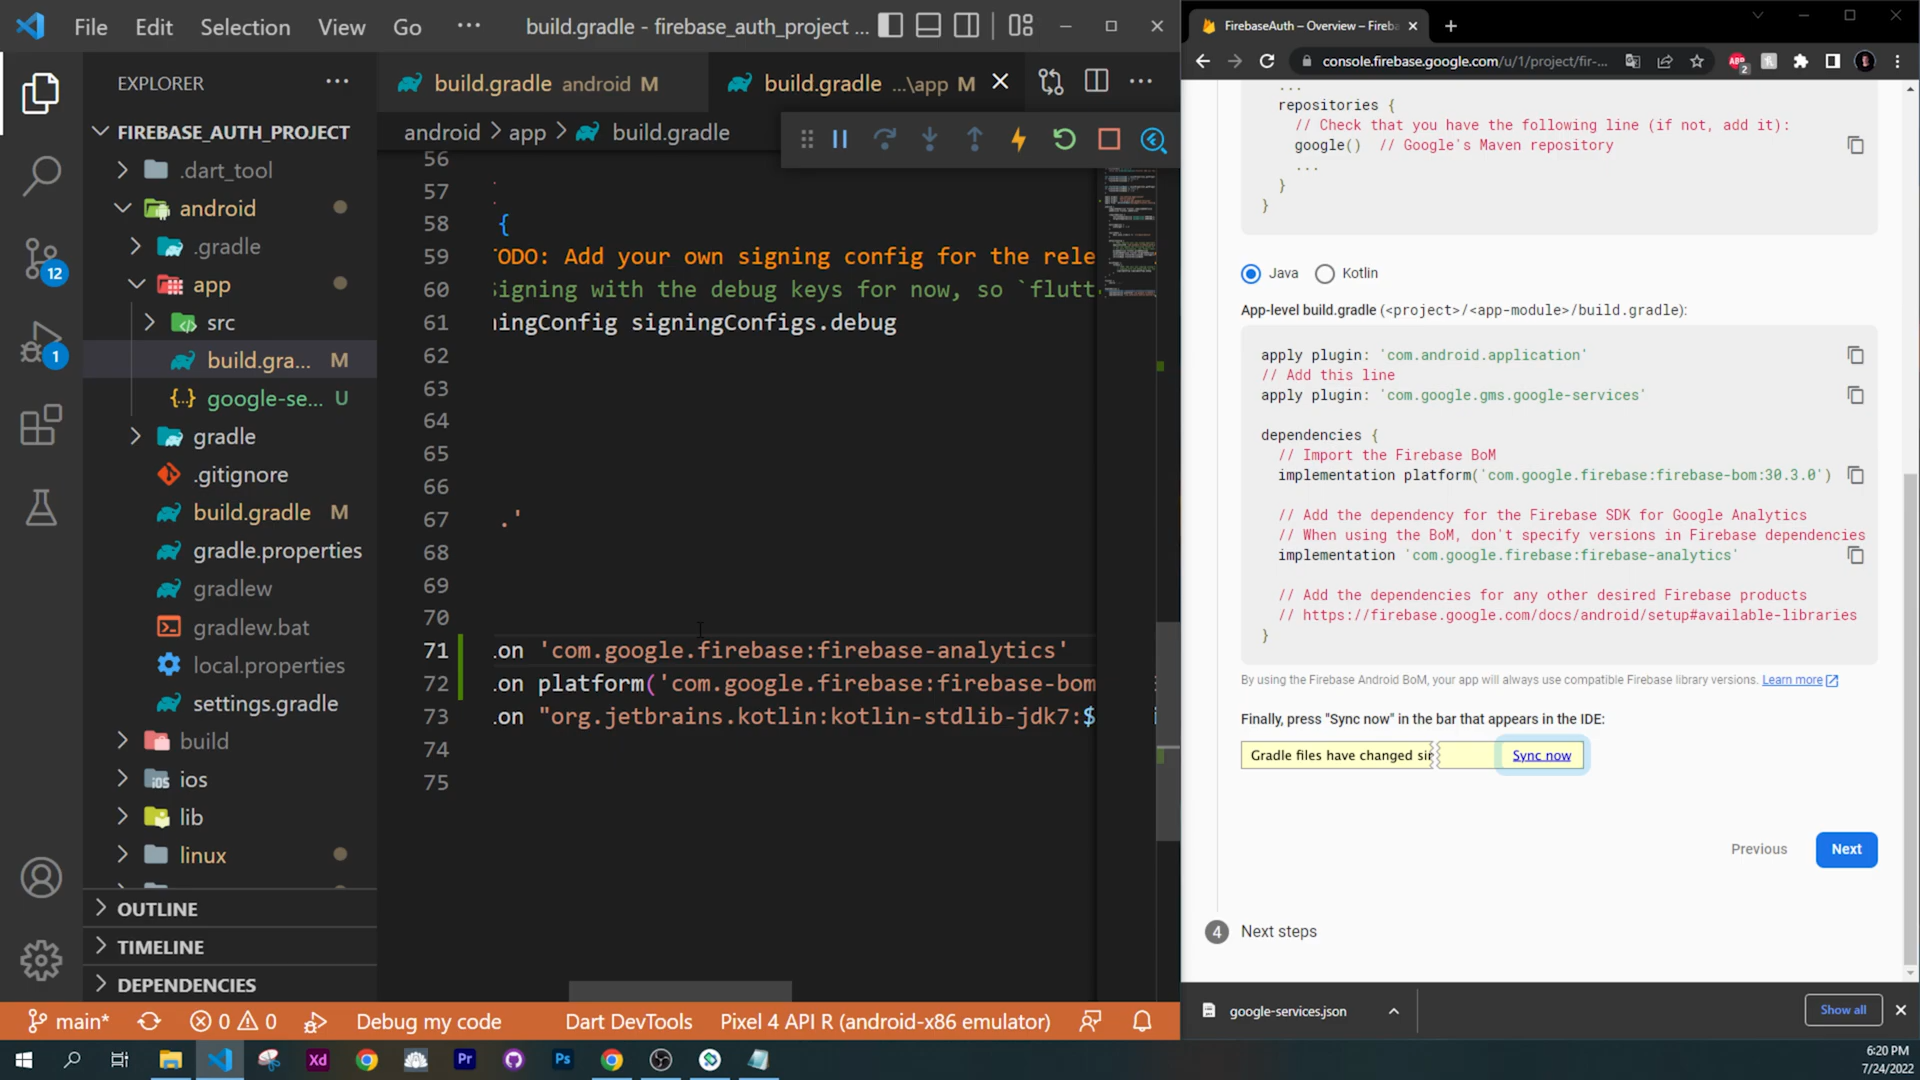 File Edit Selection View Go ··· build.gradle - firebase_auth_project ...
EXPLORER ···
FIREBASE_AUTH_PROJECT
.dart_tool
android
.gradle
app
src
build.gra... M
google-se... U
gradle
.gitignore
build.gradle M
gradle.properties
gradlew
gradlew.bat
local.properties
settings.gradle
build
ios
lib
linux
OUTLINE
TIMELINE
DEPENDENCIES
12
1
build.gradle android M
build.gradle ...\app M
android > app > build.gradle
56
57
58 {
59 TODO: Add your own signing config for the rele
60 Signing with the debug keys for now, so `flutt
61 ningConfig signingConfigs.debug
62
63
64
65
66
67 .'
68
69
70
71 on 'com.google.firebase:firebase-analytics'
72 on platform('com.google.firebase:firebase-bom
73 on "org.jetbrains.kotlin:kotlin-stdlib-jdk7:$
74
75
main* 0 0 Debug my code Dart DevTools Pixel 4 API R (android-x86 emulator)
FirebaseAuth – Overview – Fireba
console.firebase.google.com/u/1/project/fir-...
ABP
2
...
repositories {
// Check that you have the following line (if not, add it):
google() // Google's Maven repository
...
}
}
Java Kotlin
App-level build.gradle (<project>/<app-module>/build.gradle):
apply plugin: 'com.android.application'
// Add this line
apply plugin: 'com.google.gms.google-services'
dependencies {
// Import the Firebase BoM
implementation platform('com.google.firebase:firebase-bom:30.3.0')
// Add the dependency for the Firebase SDK for Google Analytics
// When using the BoM, don't specify versions in Firebase dependencies
implementation 'com.google.firebase:firebase-analytics'
// Add the dependencies for any other desired Firebase products
// https://firebase.google.com/docs/android/setup#available-libraries
}
By using the Firebase Android BoM, your app will always use compatible Firebase library versions. Learn more
Finally, press "Sync now" in the bar that appears in the IDE:
Gradle files have changed sin Sync now
Previous Next
4 Next steps
google-services.json
Show all
Xd
Pr
Ps
6:20 PM
7/24/2022